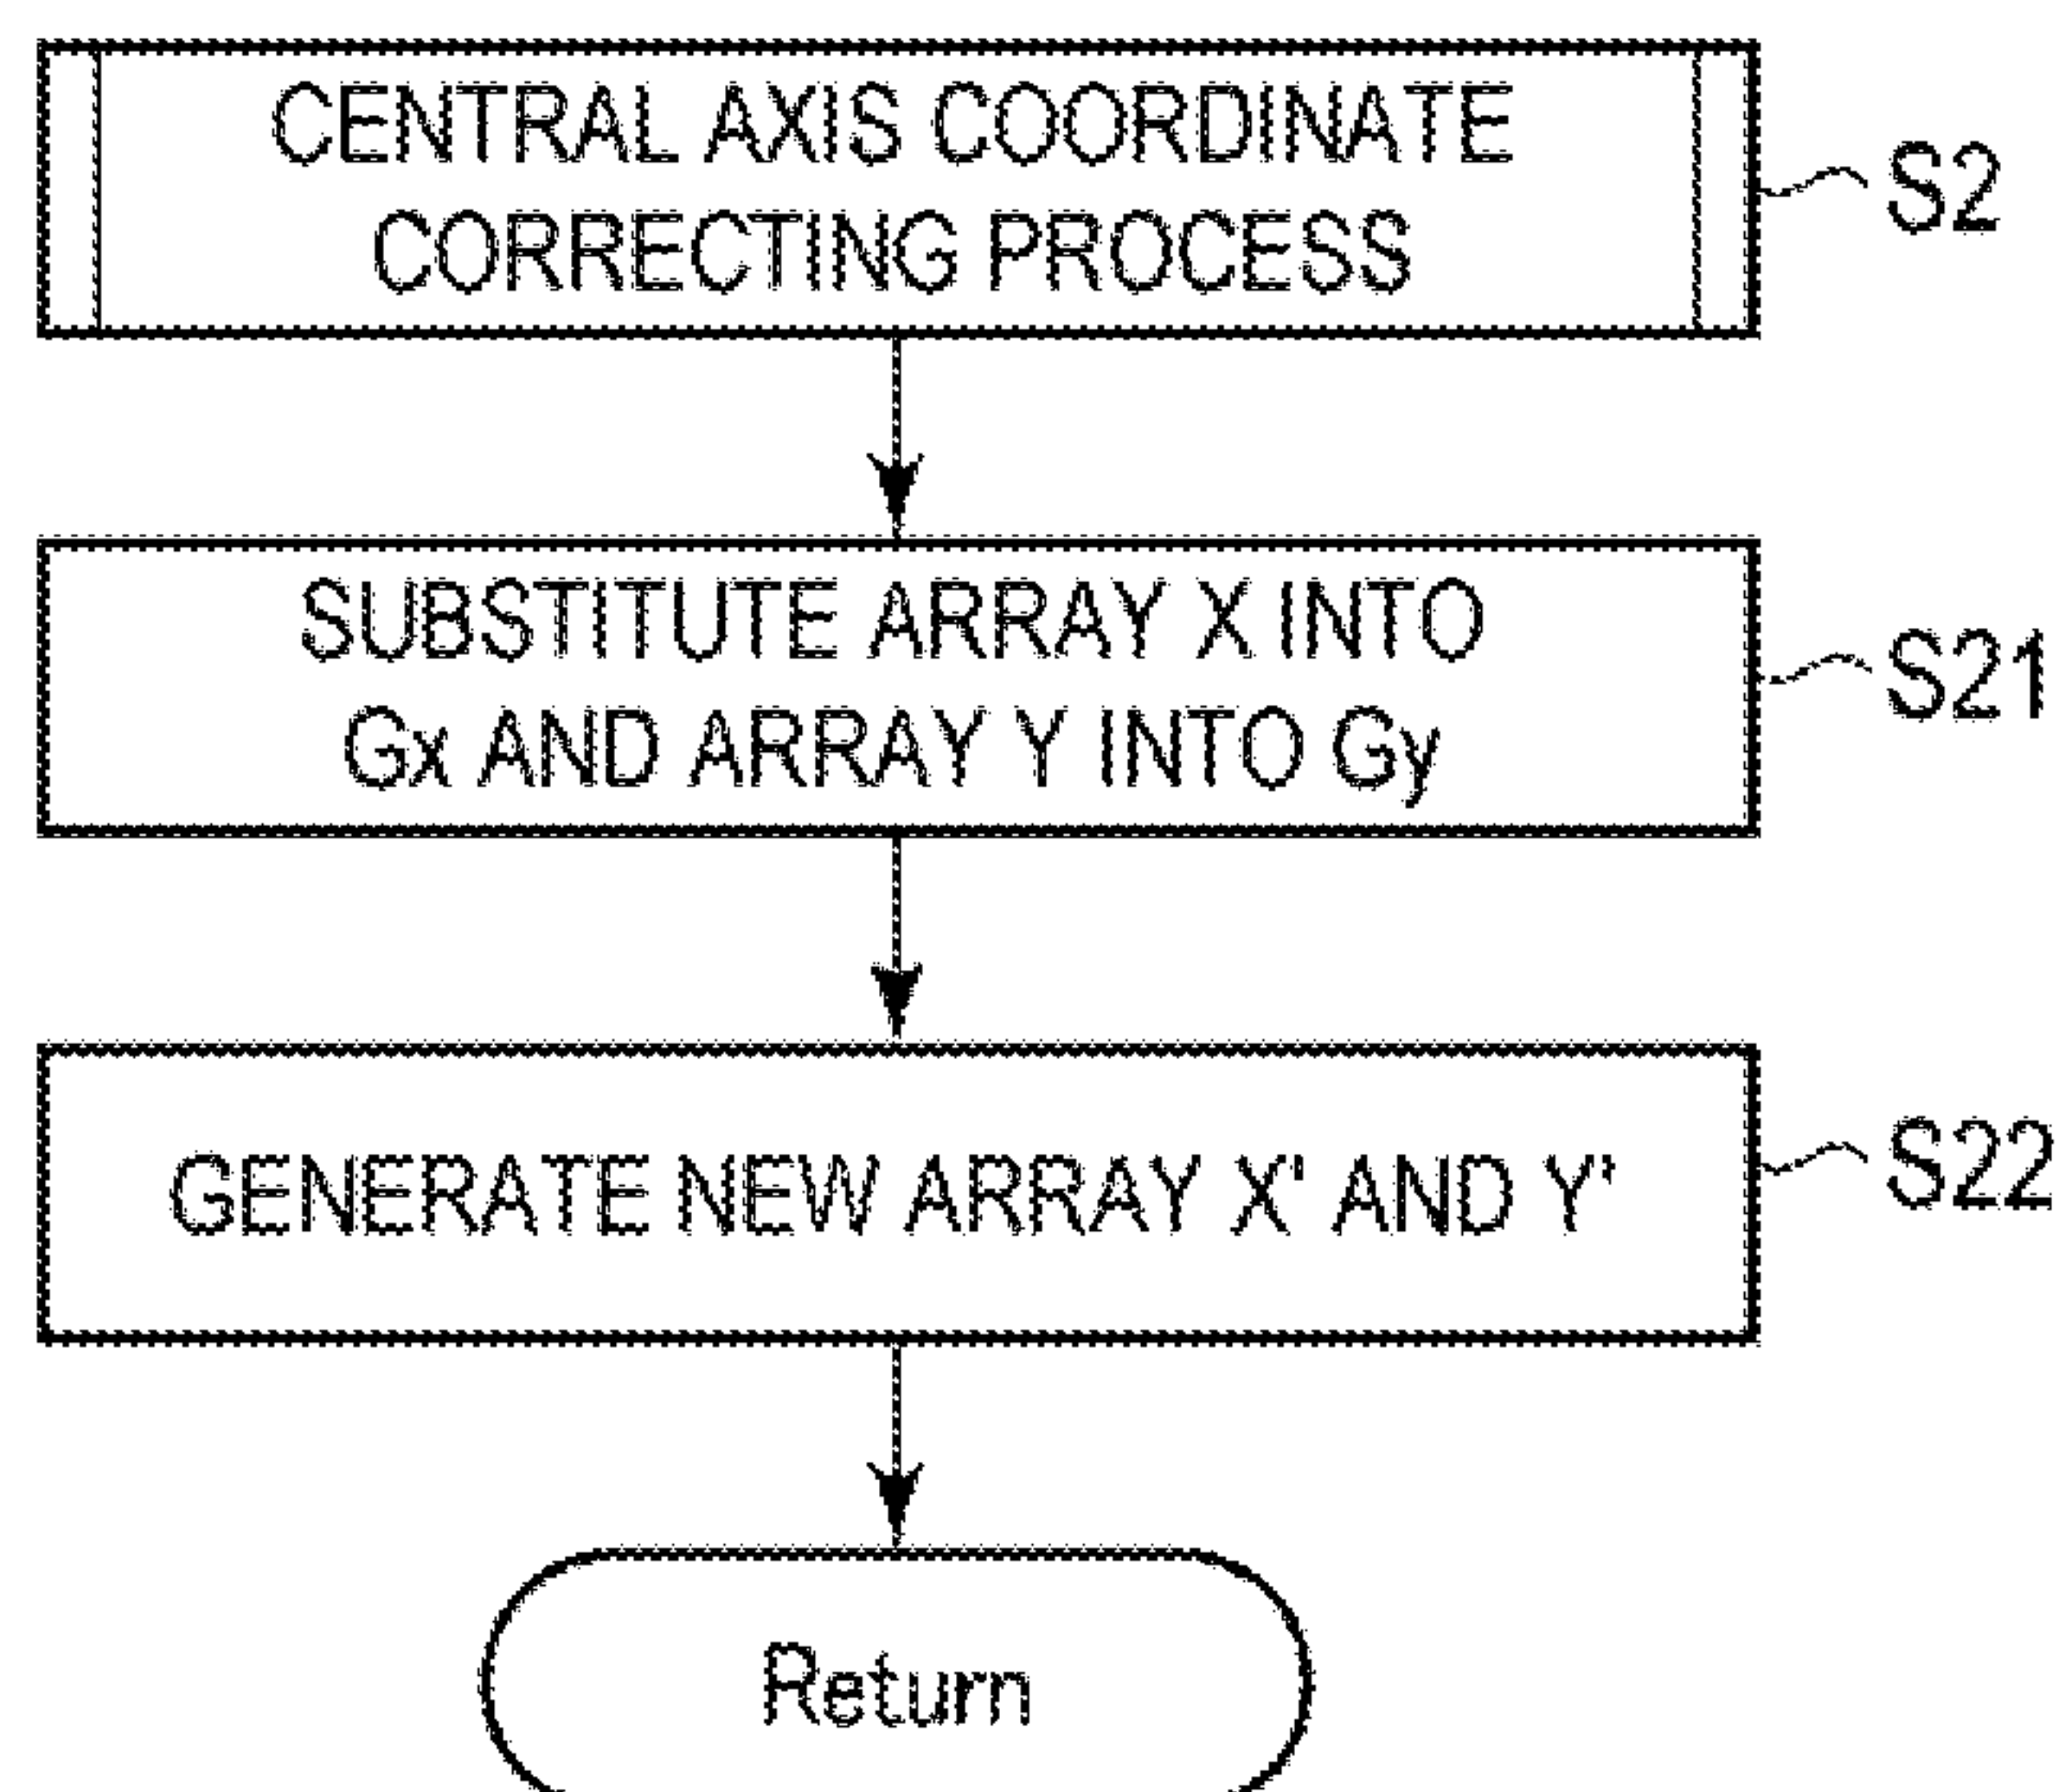 CENTRAL AXIS COORDINATE
CORRECTING PROCESS
S2
SUBSTITUTE ARRAY X INTO
Gx AND ARRAY Y INTO Gy
S21
GENERATE NEW ARRAY X' AND Y'
S22
Return